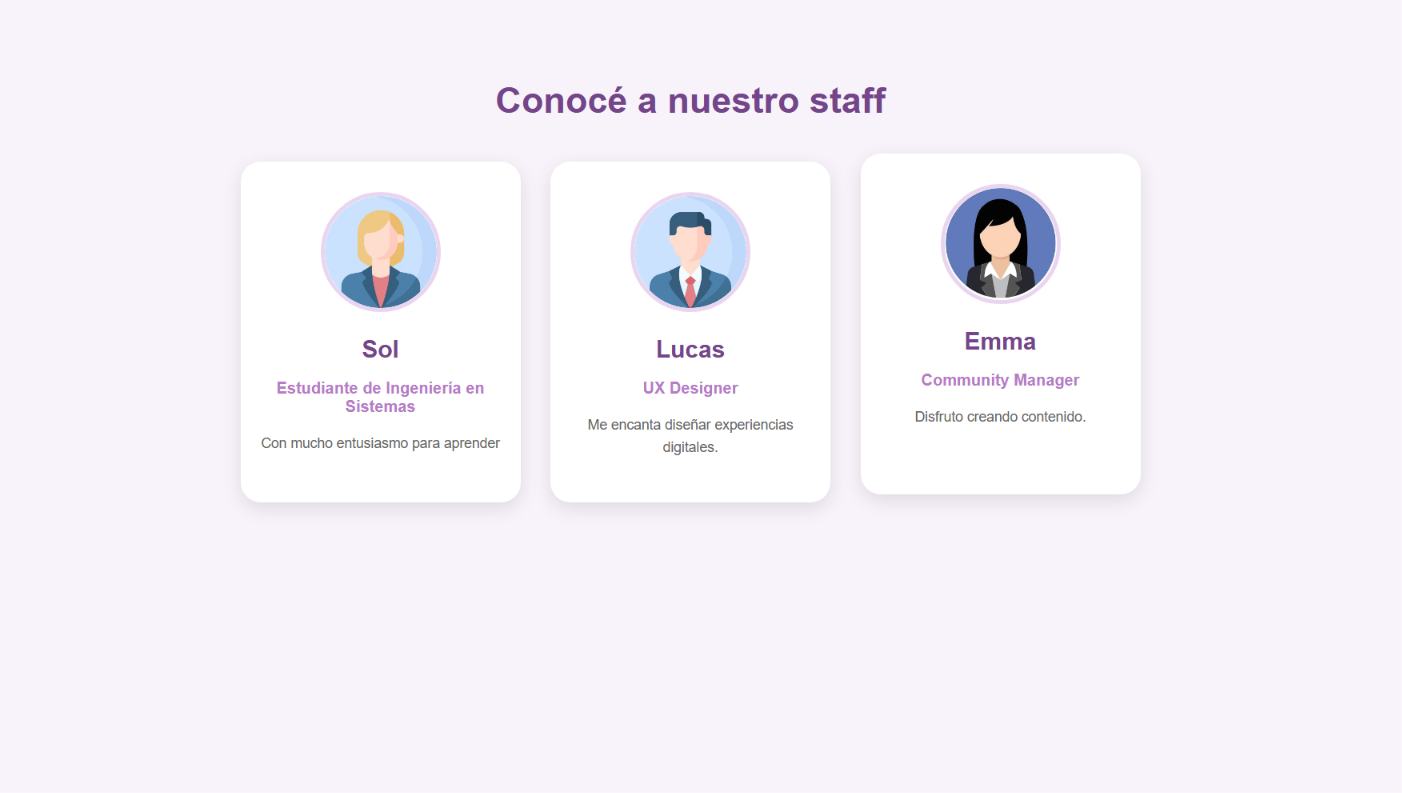 Conocé a nuestro staff
Sol
Estudiante de Ingeniería en
Sistemas
Con mucho entusiasmo para aprender
Lucas
UX Designer
Me encanta diseñar experiencias
digitales.
Emma
Community Manager
Disfruto creando contenido.